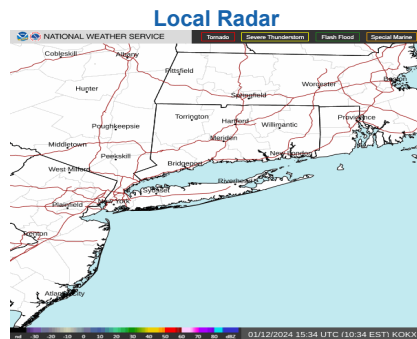 Local Radar
NATIONAL WEATHER SERVICE
Tornado
Severe Thunderstorm
Flash Flood
Special Marine
Cobleskill
Albany
Pittsfield
Hunter
Worcester
Springfield
Torrington
Hartford
Willimantic
Providence
Poughkeepsie
Meriden
Middletown
Peekskill
Bridgeport
New London
West Milford
Riverhead
Syosset
New York
Plainfield
Trenton
Atlantic City
nd -30 -20 -10 0 10 20 30 40 50 60 70 80 dBZ
01/12/2024 15:34 UTC (10:34 EST) KOKX